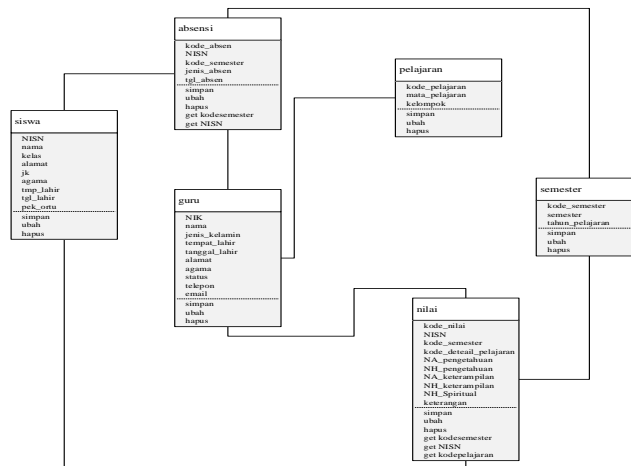 absensi
kode_absen
NISN
kode_semester
jenis_absen
tgl_absen
simpan
ubah
hapus
get kodesemester
get NISN
pelajaran
kode_pelajaran
mata_pelajaran
kelompok
simpan
ubah
hapus
siswa
NISN
nama
kelas
alamat
jk
agama
tmp_lahir
tgl_lahir
pek_ortu
simpan
ubah
hapus
guru
NIK
nama
jenis_kelamin
tempat_lahir
tanggal_lahir
alamat
agama
status
telepon
email
simpan
ubah
hapus
semester
kode_semester
semester
tahun_pelajaran
simpan
ubah
hapus
nilai
kode_nilai
NISN
kode_semester
kode_deteail_pelajaran
NA_pengetahuan
NH_pengetahuan
NA_keterampilan
NH_keterampilan
NH_Spiritual
keterangan
simpan
ubah
hapus
get kodesemester
get NISN
get kodepelajaran